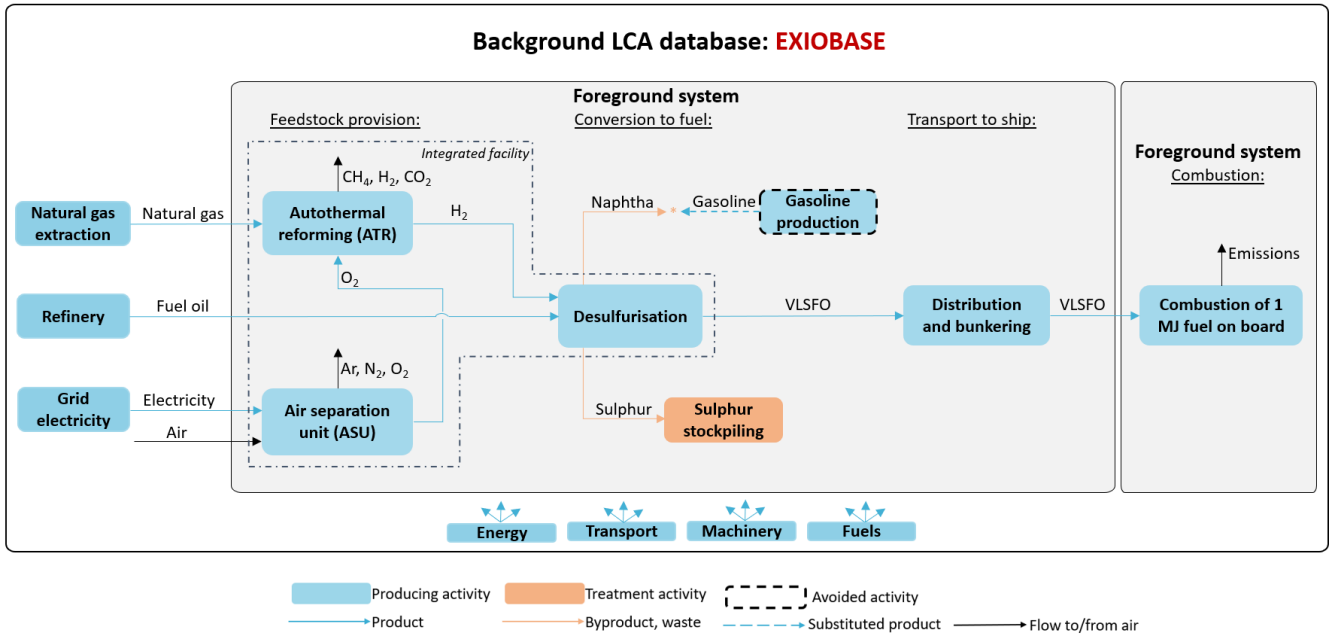 Background LCA database: EXIOBASE
Foreground system
Feedstock provision:
Conversion to fuel:
Transport to ship:
Integrated facility
Foreground system
Combustion:
CH4, H2, CO2
Natural gas
extraction
Natural gas
Autothermal
reforming (ATR)
H2
Naphtha
*
Gasoline
Gasoline
production
Emissions
O2
Refinery
Fuel oil
Desulfurisation
VLSFO
Distribution
and bunkering
VLSFO
Combustion of 1
MJ fuel on board
Ar, N2, O2
Grid
electricity
Electricity
Air
Air separation
unit (ASU)
Sulphur
Sulphur
stockpiling
Energy
Transport
Machinery
Fuels
Producing activity
Treatment activity
Avoided activity
Product
Byproduct, waste
Substituted product
Flow to/from air